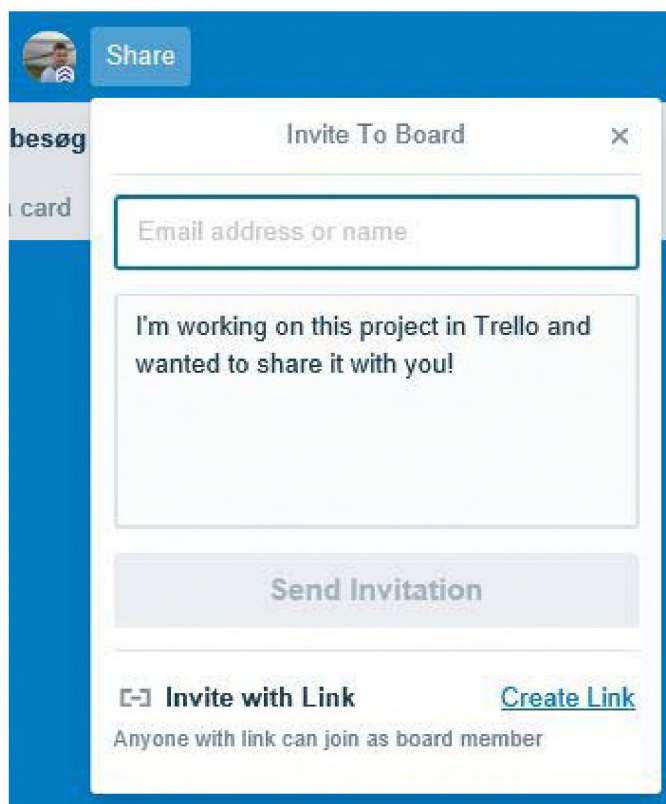 Share
besøg
Invite To Board
card
Email address or name
I'm working on this project in Trello and
wanted to share it with you!
Send Invitation
Invite with Link
Create Link
Anyone with link can join as board member